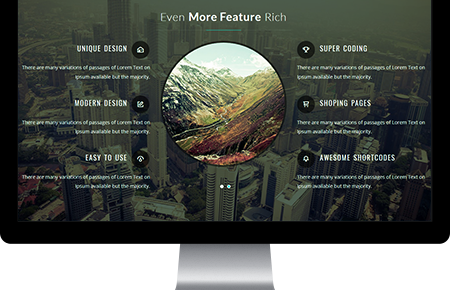 Even More Feature Rich
UNIQUE DESIGN
There are many variations of passages of Lorem Text on
ipsum available but the majority.
MODERN DESIGN
There are many variations of passages of Lorem Text on
ipsum available but the majority.
EASY TO USE
There are many variations of passages of Lorem Text on
ipsum available but the majority.
SUPER CODING
There are many variations of passages of Lorem Text on
ipsum available but the majority.
SHOPING PAGES
There are many variations of passages of Lorem Text on
ipsum available but the majority.
AWESOME SHORTCODES
There are many variations of passages of Lorem Text on
ipsum available but the majority.